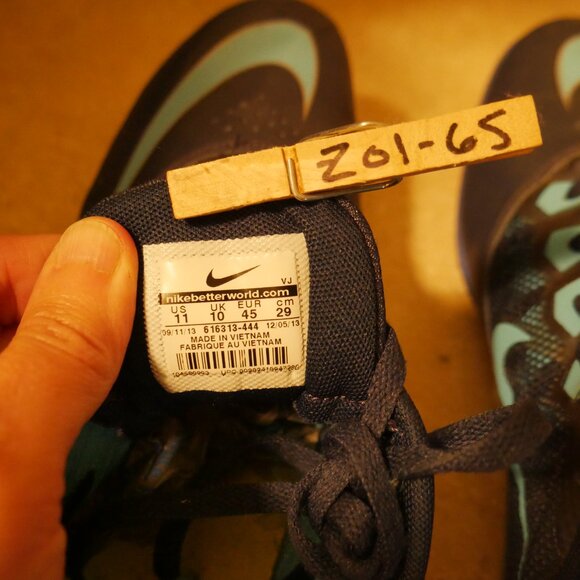 Z01-65
VJ
nikebetterworld.com
US UK EUR cm
11 10 45 29
09/11/13 616313-444 12/05/13
MADE IN VIETNAM
FABRIQUE AU VIETNAM